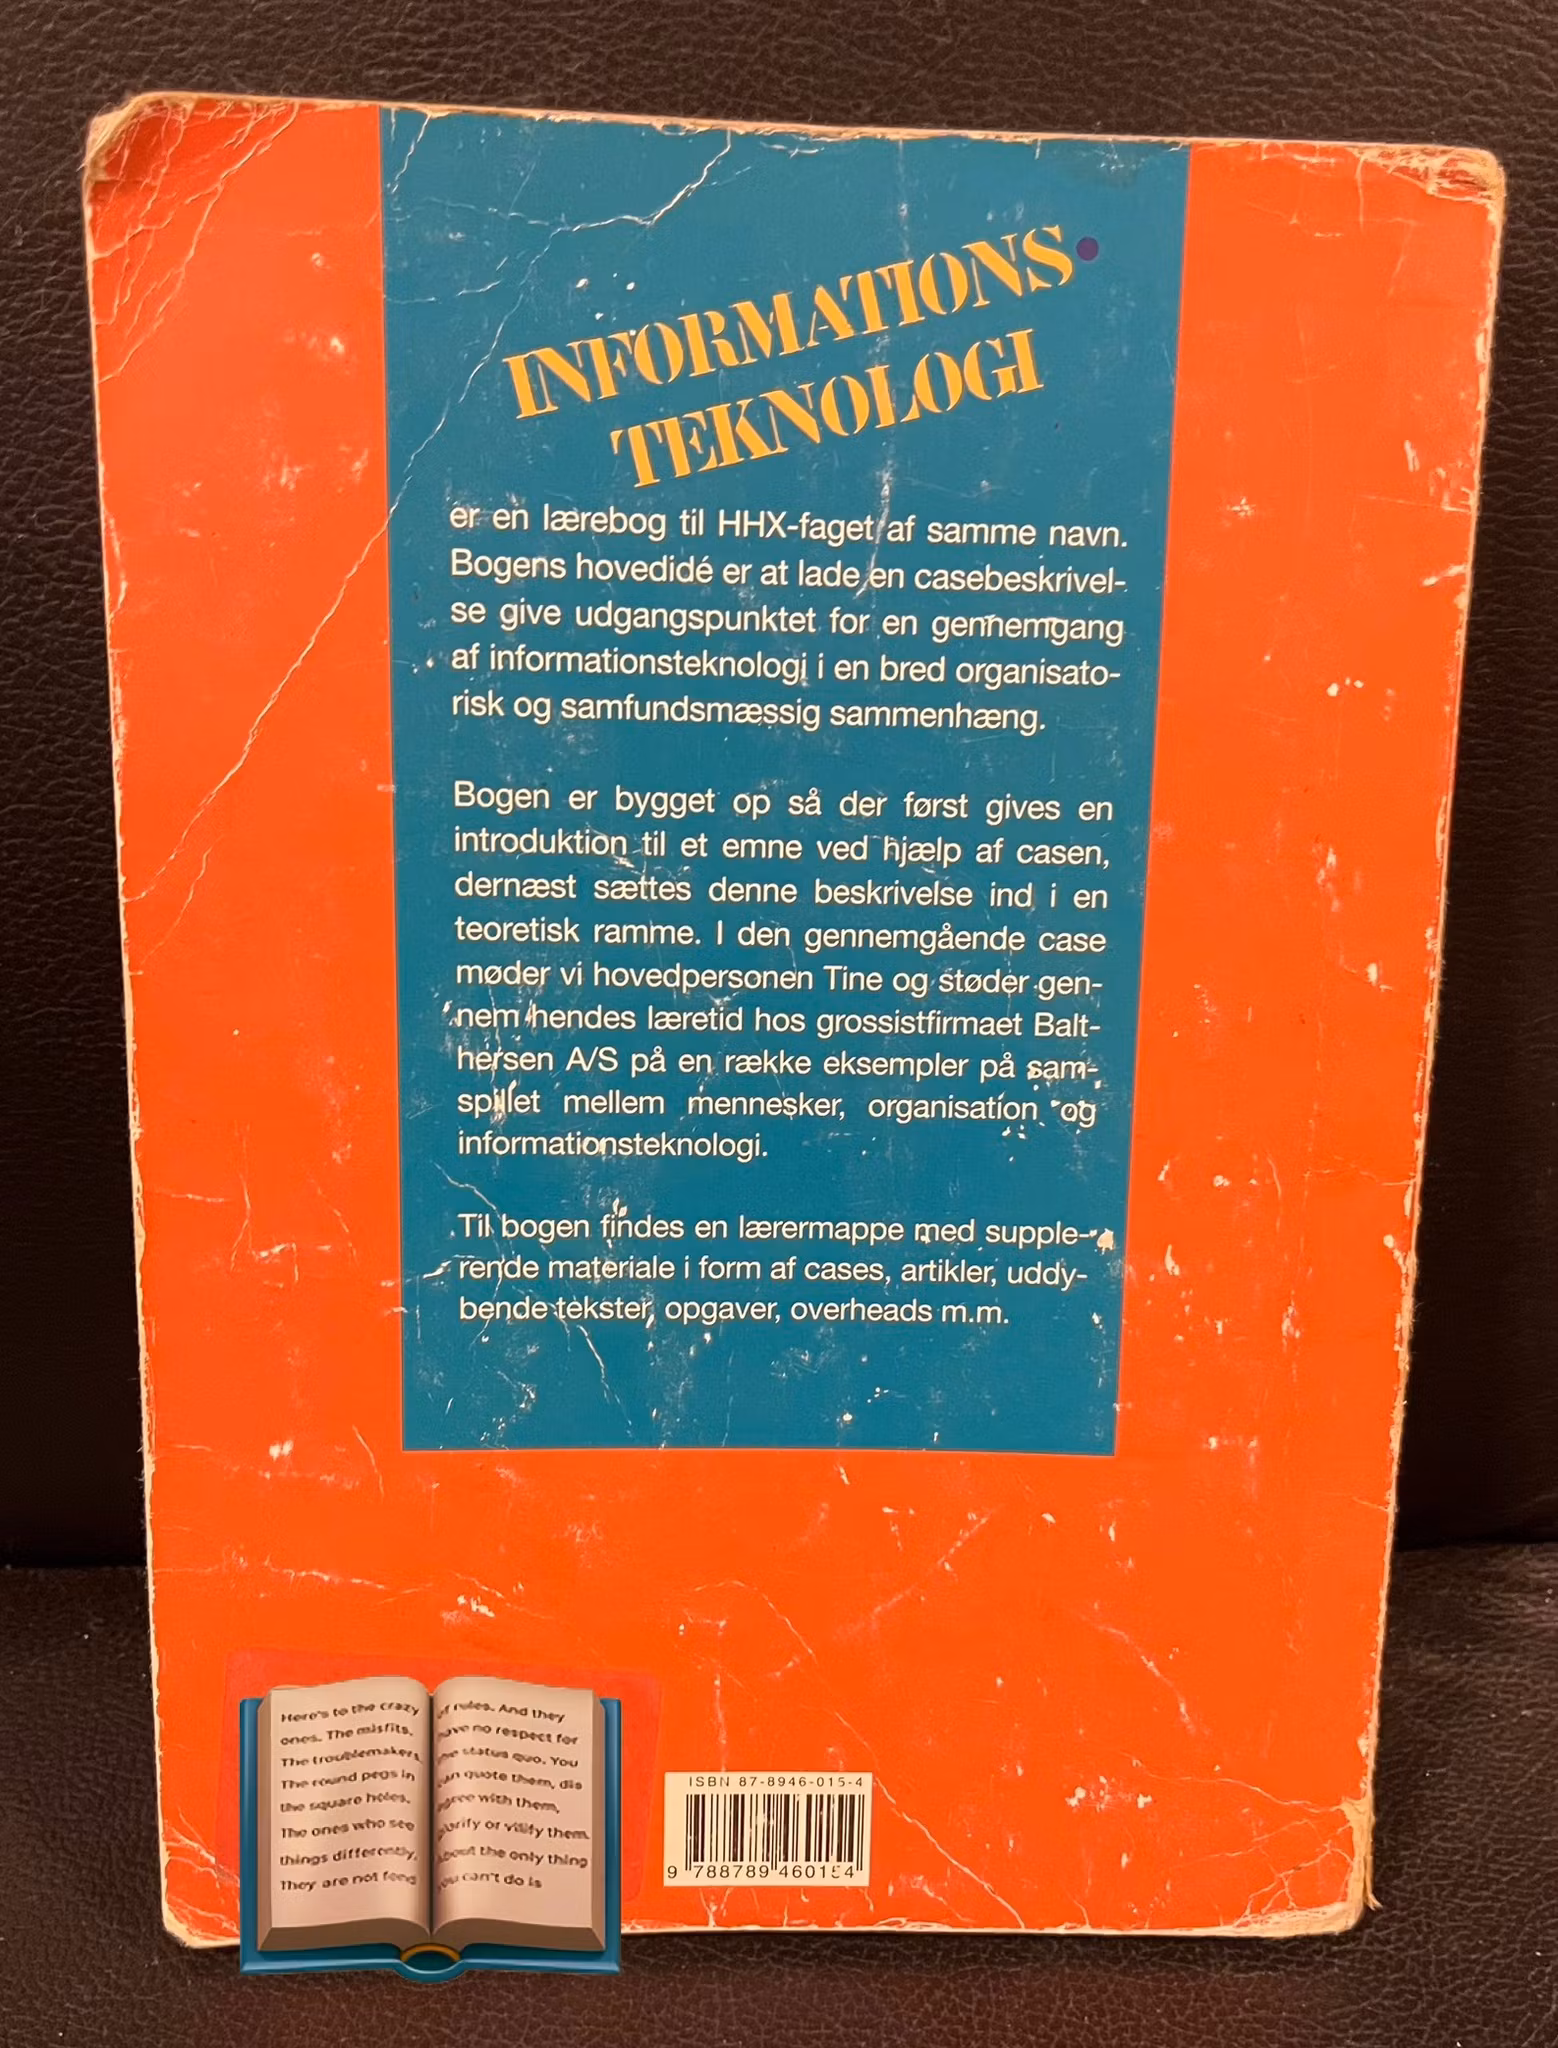 INFORMATIONS
TEKNOLOGI
er en lærebog til HHX-faget af samme navn.
Bogens hovedidé er at lade en casebeskrivel-
se give udgangspunktet for en gennemgang
af informationsteknologi i en bred organisato-
risk og samfundsmæssig sammenhæng.
Bogen er bygget op så der først gives en
introduktion til et emne ved hjælp af casen,
dernæst sættes denne beskrivelse ind i en
teoretisk ramme. I den gennemgående case
møder vi hovedpersonen Tine og støder gen-
nem hendes læretid hos grossistfirmaet Balt-
hersen A/S på en række eksempler på sam-
spillet mellem mennesker, organisation og
informationsteknologi.
Til bogen findes en lærermappe med supple-
rende materiale i form af cases, artikler, uddy-
bende tekster, opgaver, overheads m.m.
Here's to the crazy
ones. The misfits.
The troublemakers.
The round pegs in
the square holes.
The ones who see
things differently.
They are not fond
of rules. And they
have no respect for
the status quo. You
can quote them, dis
agree with them,
glorify or vilify them.
About the only thing
you can't do is
ISBN 87-8946-015-4
9 788789 460154